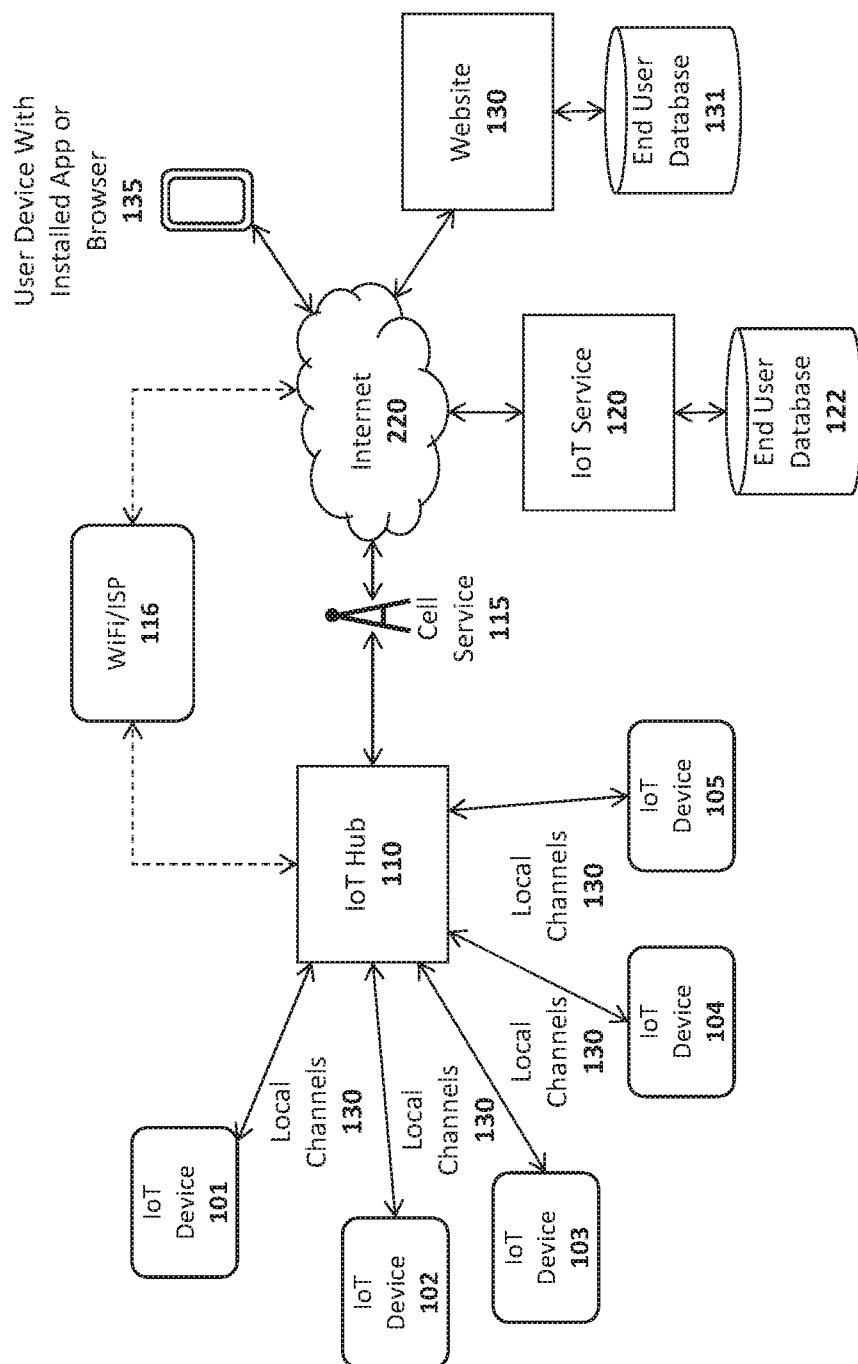 User Device With
Installed App or
Browser
135
WiFi/ISP
116
Internet
220
Website
130
End User
Database
131
IoT Service
120
End User
Database
122
Cell
Service
115
IoT Hub
110
IoT
Device
101
Local
Channels
130
IoT
Device
102
Local
Channels
130
IoT
Device
103
Local
Channels
130
IoT
Device
104
Local
Channels
130
IoT
Device
105